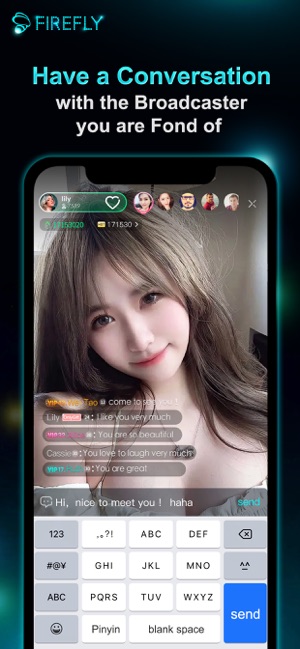 FIREFLY
Have a Conversation
with the Broadcaster
you are Fond of
lily
171530 >
Tao come to see you !
Lily : I like you very much
: You are so beautiful
Cassie : You love to laugh very much
: You are great
Hi, nice to meet you ! haha
send
123
,。?!
ABC
DEF
#@¥
GHI
JKL
MNO
^^
ABC
PQRS
TUV
WXYZ
send
Pinyin
blank space